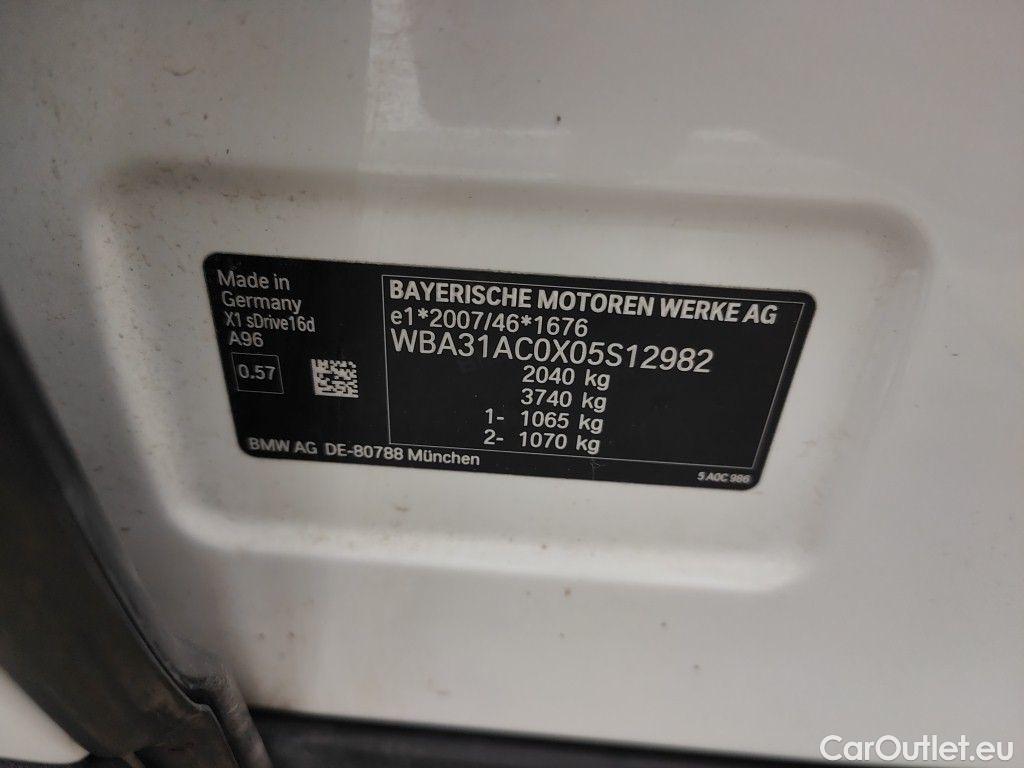 Made in
Germany
X1 sDrive16d
A96
0.57
BAYERISCHE MOTOREN WERKE AG
e1*2007/46*1676
WBA31AC0X05S12982
2040 kg
3740 kg
1- 1065 kg
2- 1070 kg
BMW AG DE-80788 München
5 A0C 986
CarOutlet.eu